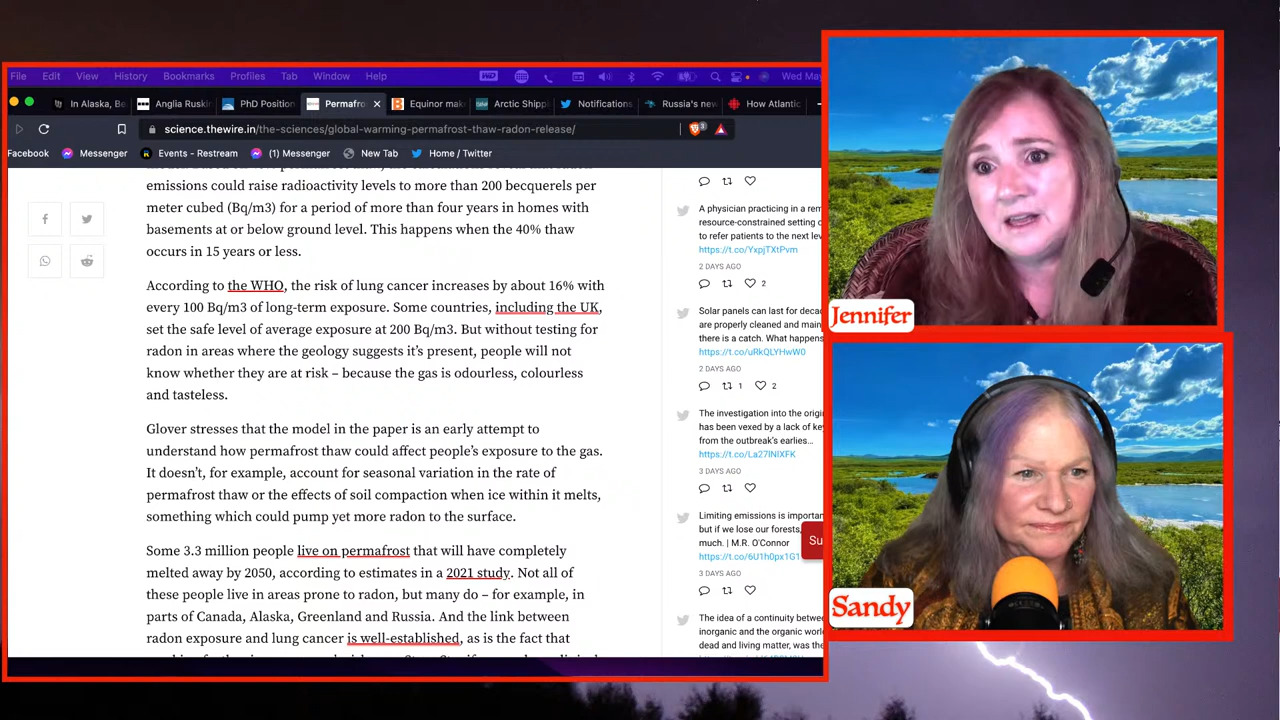 File Edit View History Bookmarks Profiles Tab Window Help
HD
Wed May
In Alaska, Be
Anglia Ruski
PhD Position
Permafro
Equinor mak
Arctic Shippi
Notifications
Russia's new
How Atlantic
science.thewire.in/the-sciences/global-warming-permafrost-thaw-radon-release/
3
Facebook
Messenger
Events - Restream
(1) Messenger
New Tab
Home / Twitter
emissions could raise radioactivity levels to more than 200 becquerels per
meter cubed (Bq/m3) for a period of more than four years in homes with
basements at or below ground level. This happens when the 40% thaw
occurs in 15 years or less.
According to the WHO, the risk of lung cancer increases by about 16% with
every 100 Bq/m3 of long-term exposure. Some countries, including the UK,
set the safe level of average exposure at 200 Bq/m3. But without testing for
radon in areas where the geology suggests it's present, people will not
know whether they are at risk – because the gas is odourless, colourless
and tasteless.
Glover stresses that the model in the paper is an early attempt to
understand how permafrost thaw could affect people's exposure to the gas.
It doesn't, for example, account for seasonal variation in the rate of
permafrost thaw or the effects of soil compaction when ice within it melts,
something which could pump yet more radon to the surface.
Some 3.3 million people live on permafrost that will have completely
melted away by 2050, according to estimates in a 2021 study. Not all of
these people live in areas prone to radon, but many do – for example, in
parts of Canada, Alaska, Greenland and Russia. And the link between
radon exposure and lung cancer is well-established, as is the fact that
A physician practicing in a rem
resource-constrained setting o
to refer patients to the next lev
https://t.co/YxpjTXtPvm
2 DAYS AGO
2
Solar panels can last for decad
are properly cleaned and main
there is a catch. What happens
https://t.co/uRkQLYHwW0
2 DAYS AGO
1
2
The investigation into the origi
has been vexed by a lack of key
from the outbreak's earlies…
https://t.co/La27INIXFK
3 DAYS AGO
Limiting emissions is importan
but if we lose our forests,
much. | M.R. O'Connor
https://t.co/6U1h0px1G1
Su
3 DAYS AGO
The idea of a continuity betwee
inorganic and the organic worl
dead and living matter, was the
Jennifer
Sandy